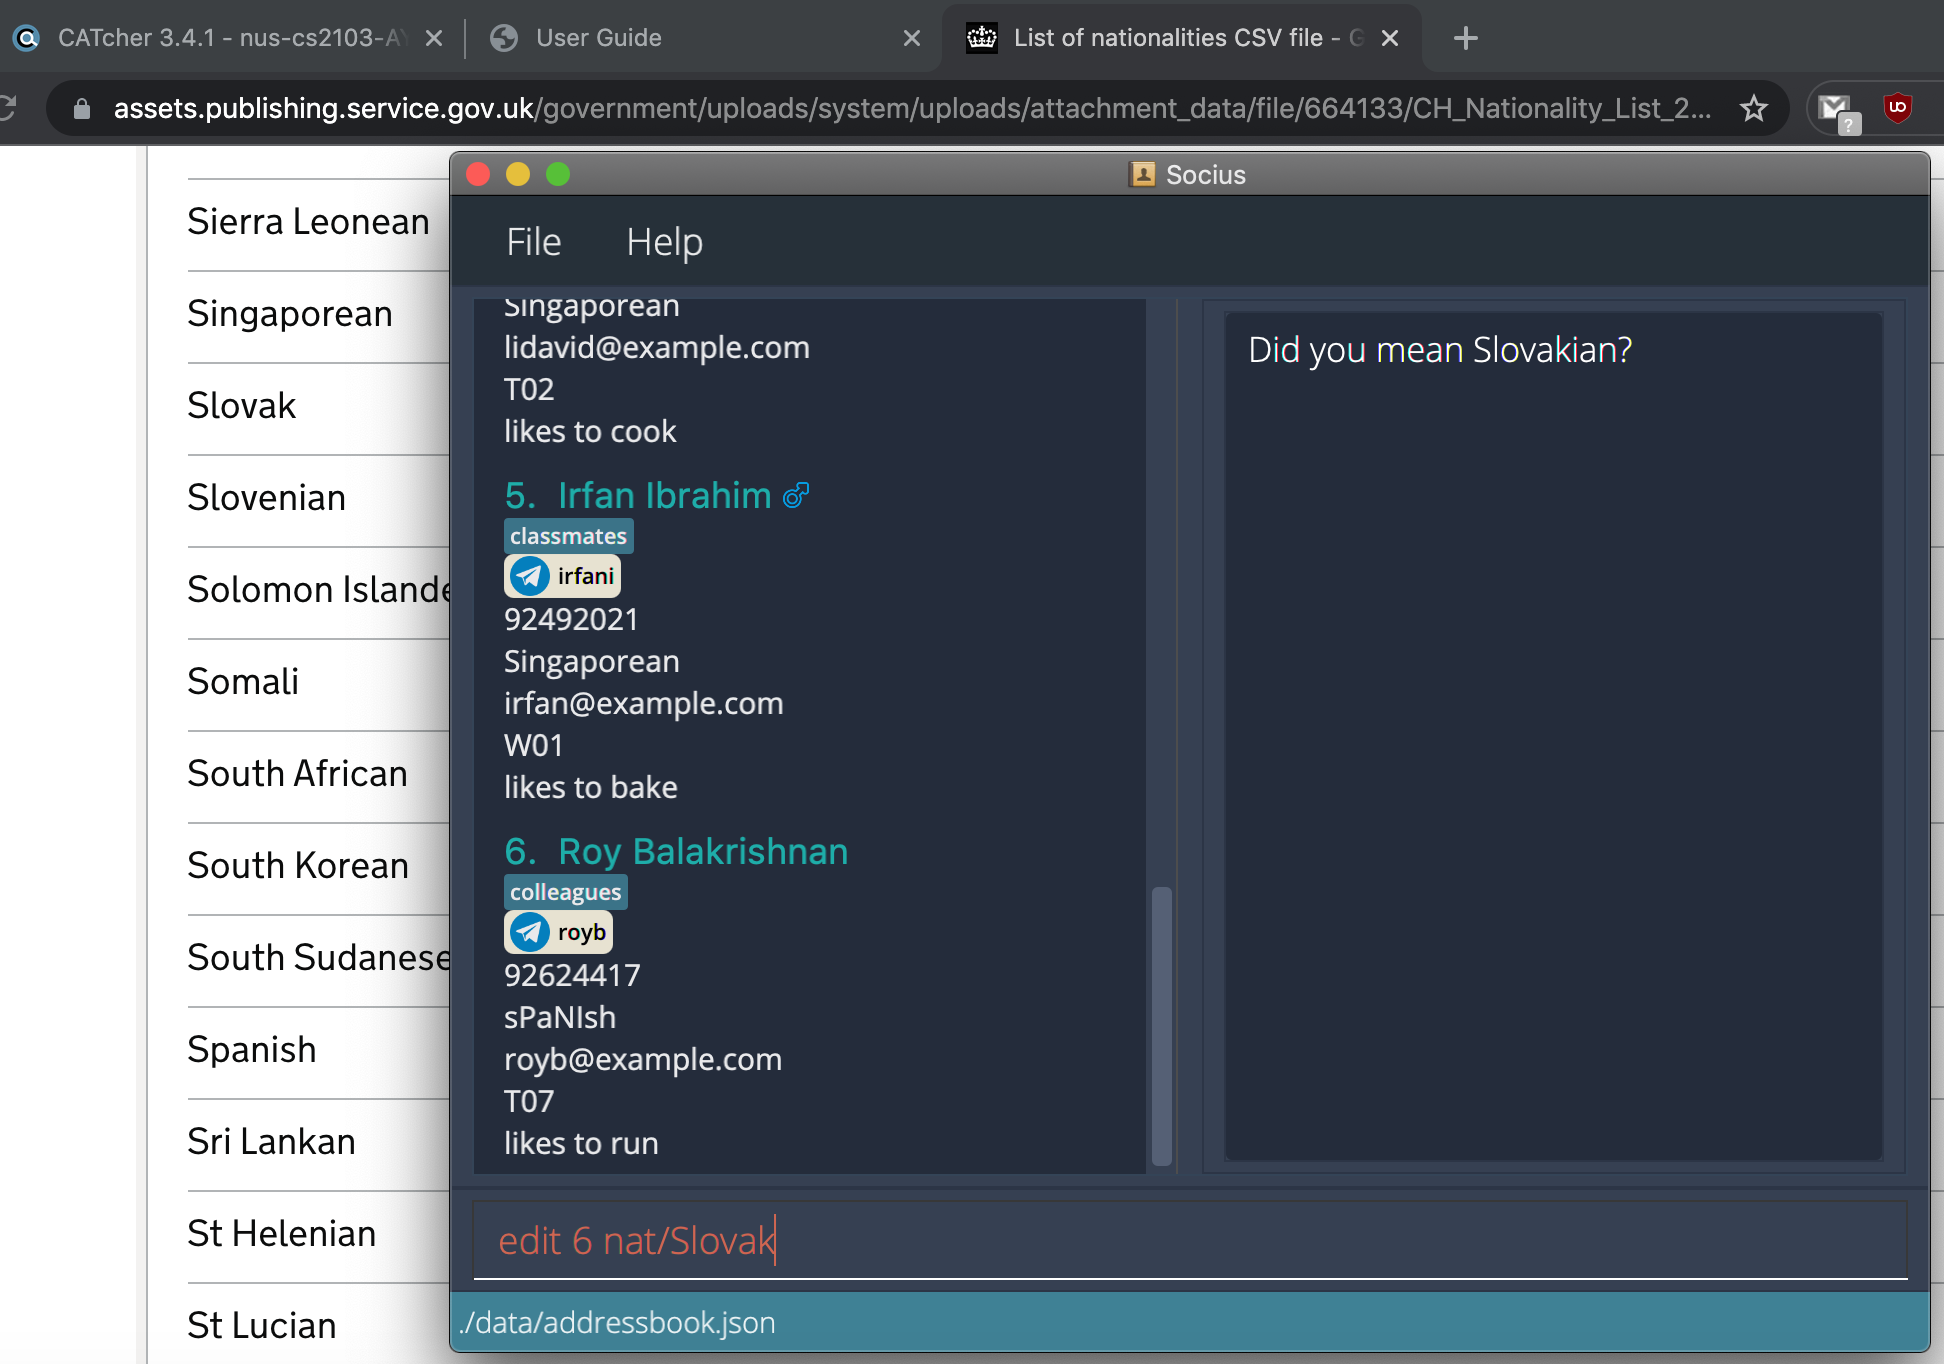 CATcher 3.4.1 - nus-cs2103-AY
User Guide
List of nationalities CSV file - G
assets.publishing.service.gov.uk/government/uploads/system/uploads/attachment_data/file/664133/CH_Nationality_List_2...
?
UO
Sierra Leonean
Singaporean
Slovak
Slovenian
Solomon Islande
Somali
South African
South Korean
South Sudanese
Spanish
Sri Lankan
St Helenian
St Lucian
Socius
File Help
Singaporean
lidavid@example.com
T02
likes to cook
5. Irfan Ibrahim
classmates
irfani
92492021
Singaporean
irfan@example.com
W01
likes to bake
6. Roy Balakrishnan
colleagues
royb
92624417
sPaNIsh
royb@example.com
T07
likes to run
Did you mean Slovakian?
edit 6 nat/Slovak
./data/addressbook.json